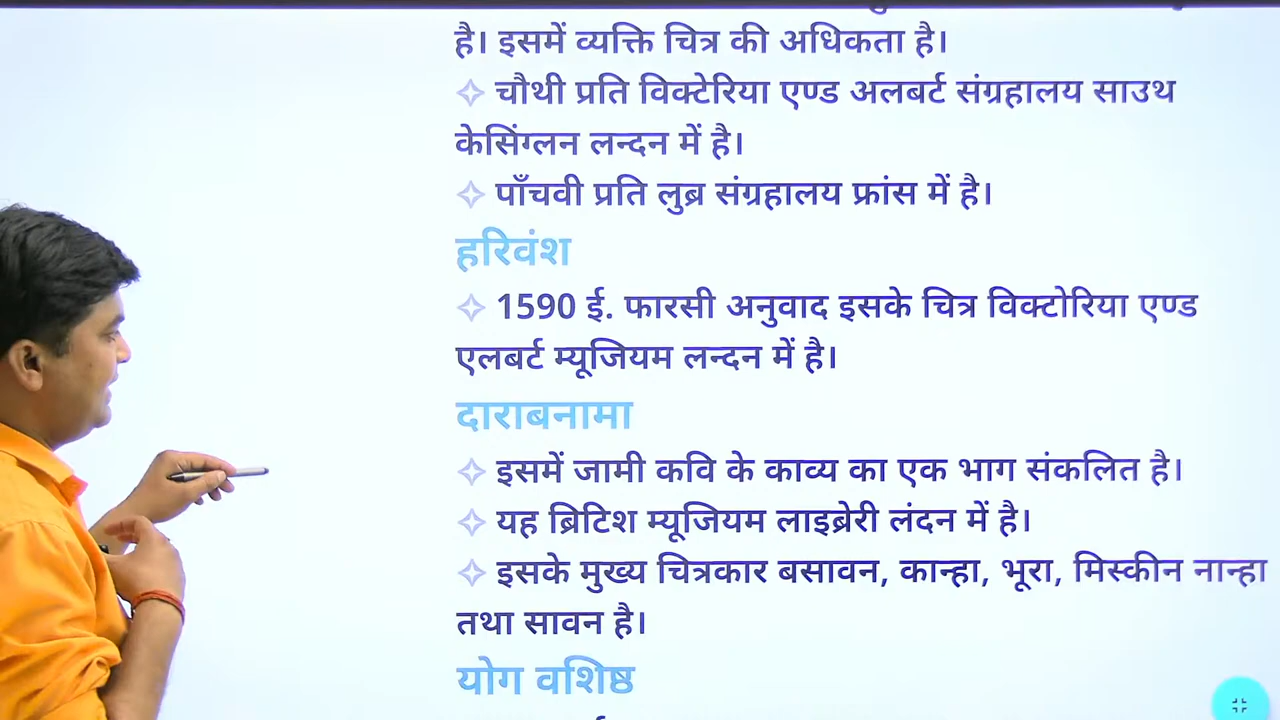 है। इसमें व्यक्ति चित्र की अधिकता है।
✧ चौथी प्रति विक्टेरिया एण्ड अलबर्ट संग्रहालय साउथ
केसिंग्लन लन्दन में है।
✧ पाँचवी प्रति लुब्र संग्रहालय फ्रांस में है।
हरिवंश
✧ 1590 ई. फारसी अनुवाद इसके चित्र विक्टोरिया एण्ड
एलबर्ट म्यूजियम लन्दन में है।
दाराबनामा
✧ इसमें जामी कवि के काव्य का एक भाग संकलित है।
✧ यह ब्रिटिश म्यूजियम लाइब्रेरी लंदन में है।
✧ इसके मुख्य चित्रकार बसावन, कान्हा, भूरा, मिस्कीन नान्हा
तथा सावन है।
योग वशिष्ठ